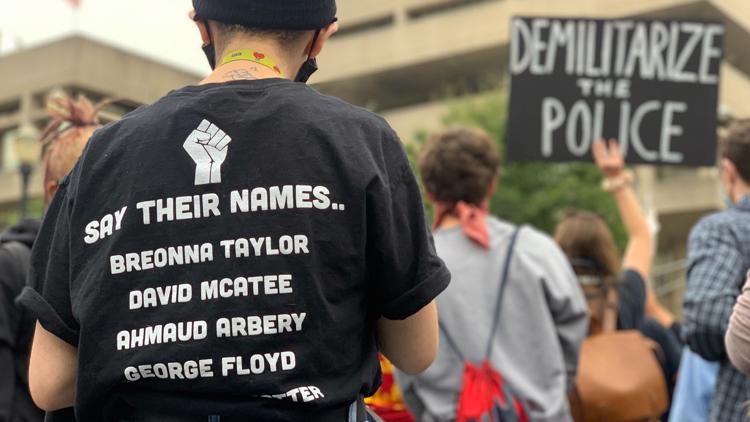 SAY THEIR NAMES..
BREONNA TAYLOR
DAVID MCATEE
AHMAUD ARBERY
GEORGE FLOYD
DEMILITARIZE
THE
POLICE